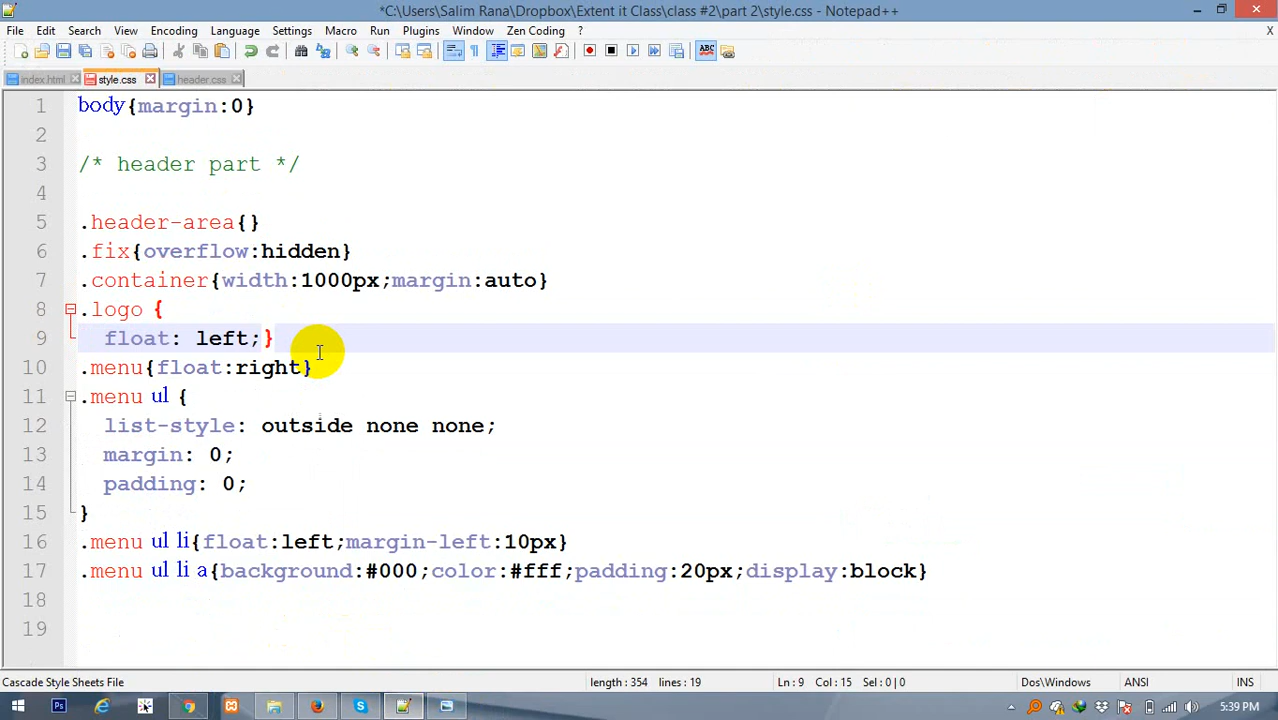 *C:\Users\Salim Rana\Dropbox\Extent it Class\class #2\part 2\style.css - Notepad++
File Edit Search View Encoding Language Settings Macro Run Plugins Window Zen Coding ?
X
ABC
index.html style.css header.css
1 body{margin:0}
2
3 /* header part */
4
5 .header-area{}
6 .fix{overflow:hidden}
7 .container{width:1000px;margin:auto}
8 .logo {
9 float: left;}
10 .menu{float:right}
11 .menu ul {
12 list-style: outside none none;
13 margin: 0;
14 padding: 0;
15 }
16 .menu ul li{float:left;margin-left:10px}
17 .menu ul li a{background:#000;color:#fff;padding:20px;display:block}
18
19
Cascade Style Sheets File length : 354 lines : 19 Ln : 9 Col : 15 Sel : 0 | 0 Dos\Windows ANSI INS
Ps 5:39 PM